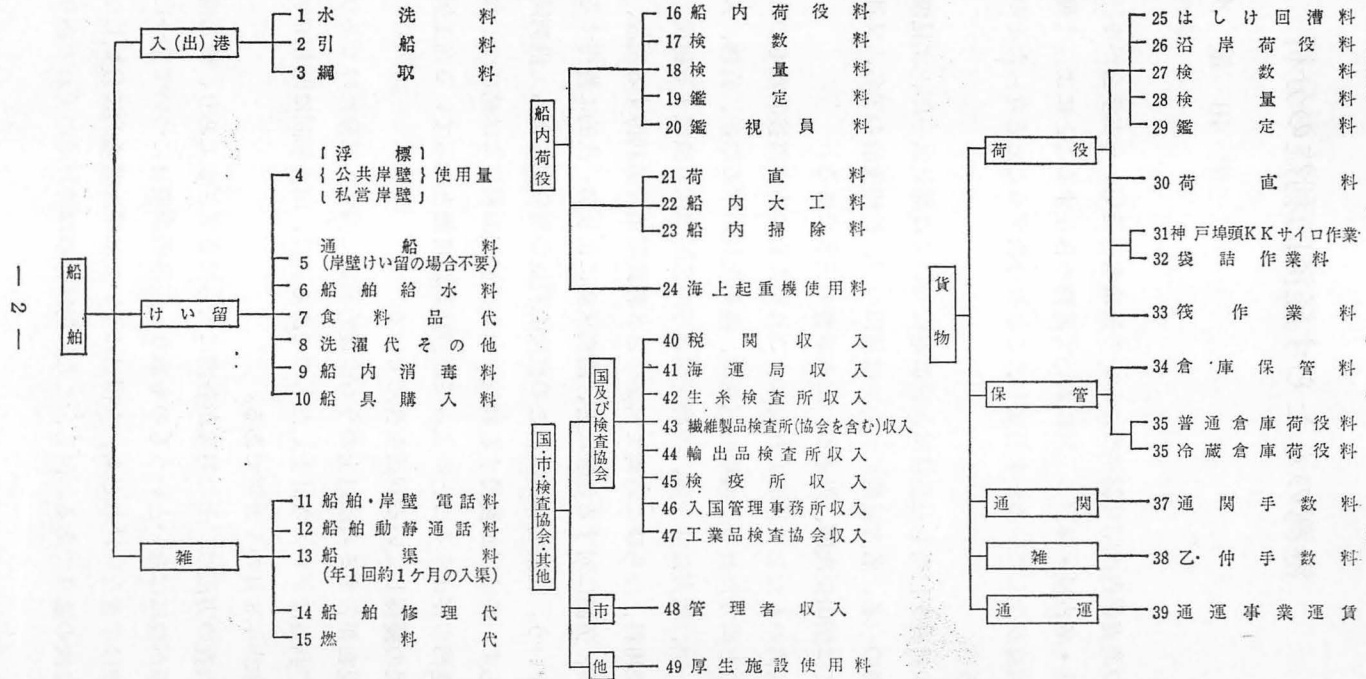 船舶
入(出)港
1 水洗料
2 引船料
3 綱取料
けい留
4 {浮標 公共岸壁 私営岸壁} 使用量
5 通船料
(岸壁けい留の場合不要)
6 船舶給水料
7 食料品代
8 洗濯代その他
9 船内消毒料
10 船具購入料
雑
11 船舶・岸壁電話料
12 船舶動静通話料
13 船渠料
(年1回約1ケ月の入渠)
14 船舶修理代
15 燃料代
船内荷役
16 船内荷役料
17 検数料
18 検量料
19 鑑定料
20 鑑視員料
21 荷直料
22 船内大工料
23 船内掃除料
24 海上起重機使用料
国・市・検査協会・其他
国及び検査協会
40 税関収入
41 海運局収入
42 生糸検査所収入
43 繊維製品検査所(協会を含む)収入
44 輸出品検査所収入
45 検疫所収入
46 入国管理事務所収入
47 工業品検査協会収入
市
48 管理者収入
他
49 厚生施設使用料
貨物
荷役
25 はしけ回漕料
26 沿岸荷役料
27 検数料
28 検量料
29 鑑定料
30 荷直料
31 神戸埠頭KKサイロ作業
32 袋詰作業料
33 筏作業料
保管
34 倉庫保管料
35 普通倉庫荷役料
35 冷蔵倉庫荷役料
通関
37 通関手数料
雑
38 乙・仲手数料
通運
39 通運事業運賃
— 2 —